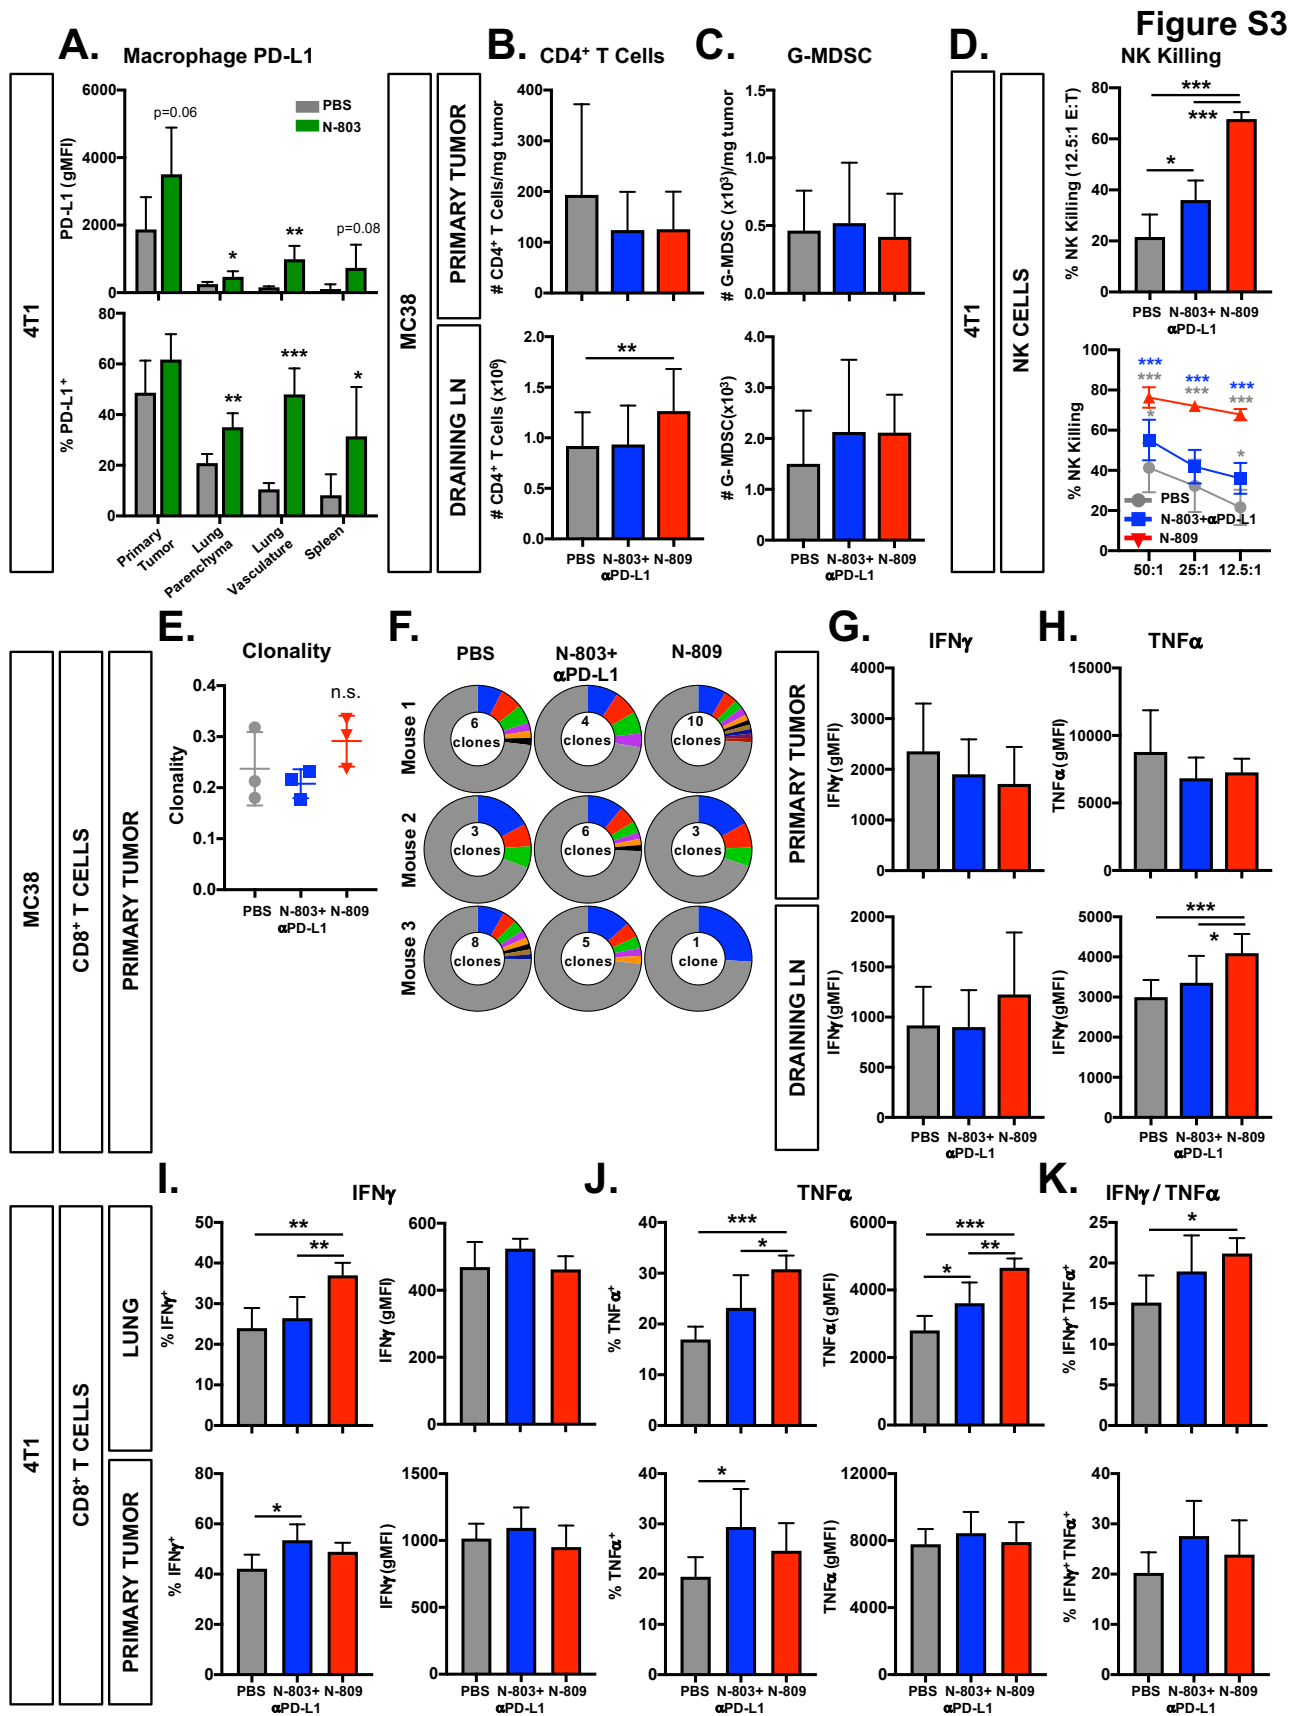 Figure S3
A.
Macrophage PD-L1
4T1
PD-L1 (gMFI)
6000
4000
2000
0
p=0.06
PBS
N-803
*
**
p=0.08
% PD-L1⁺
80
60
40
20
0
**
***
*
Primary Tumor
Lung Parenchyma
Lung Vasculature
Spleen
MC38
PRIMARY TUMOR
DRAINING LN
B.
CD4⁺ T Cells
# CD4⁺ T Cells/mg tumor
400
300
200
100
0
# CD4⁺ T Cells (x10⁶)
2.0
1.5
1.0
0.5
0.0
**
PBS N-803+ N-809
αPD-L1
C.
G-MDSC
# G-MDSC (x10³)/mg tumor
1.5
1.0
0.5
0.0
# G-MDSC(x10³)
4.0
3.0
2.0
1.0
0.0
PBS N-803+ N-809
αPD-L1
D.
NK Killing
4T1
NK CELLS
% NK Killing (12.5:1 E:T)
80
60
40
20
0
***
***
*
PBS N-803+ N-809
αPD-L1
% NK Killing
100
80
60
40
20
0
*** *** ***
*** *** ***
* *
PBS
N-803+αPD-L1
N-809
50:1 25:1 12.5:1
MC38
CD8⁺ T CELLS
PRIMARY TUMOR
E.
Clonality
Clonality
0.4
0.3
0.2
0.1
0.0
n.s.
PBS N-803+ N-809
αPD-L1
F.
PBS N-803+ N-809
αPD-L1
Mouse 1
6 clones
4 clones
10 clones
Mouse 2
3 clones
6 clones
3 clones
Mouse 3
8 clones
5 clones
1 clone
PRIMARY TUMOR
DRAINING LN
G.
IFNγ
IFNγ (gMFI)
4000
3000
2000
1000
0
IFNγ (gMFI)
2000
1500
1000
500
0
PBS N-803+ N-809
αPD-L1
H.
TNFα
TNFα (gMFI)
15000
10000
5000
0
IFNγ (gMFI)
5000
4000
3000
2000
1000
0
***
*
PBS N-803+ N-809
αPD-L1
4T1
CD8⁺ T CELLS
LUNG
PRIMARY TUMOR
I.
IFNγ
% IFNγ⁺
50
40
30
20
10
0
**
**
IFNγ (gMFI)
600
400
200
0
% IFNγ⁺
80
60
40
20
0
*
PBS N-803+ N-809
αPD-L1
IFNγ (gMFI)
1500
1000
500
0
PBS N-803+ N-809
αPD-L1
J.
TNFα
% TNFα⁺
40
30
20
10
0
***
*
TNFα (gMFI)
6000
4000
2000
0
***
**
*
% TNFα⁺
40
30
20
10
0
*
PBS N-803+ N-809
αPD-L1
TNFα (gMFI)
12000
8000
4000
0
PBS N-803+ N-809
αPD-L1
K.
IFNγ / TNFα
% IFNγ⁺ TNFα⁺
25
20
15
10
5
0
*
% IFNγ⁺ TNFα⁺
40
30
20
10
0
PBS N-803+ N-809
αPD-L1